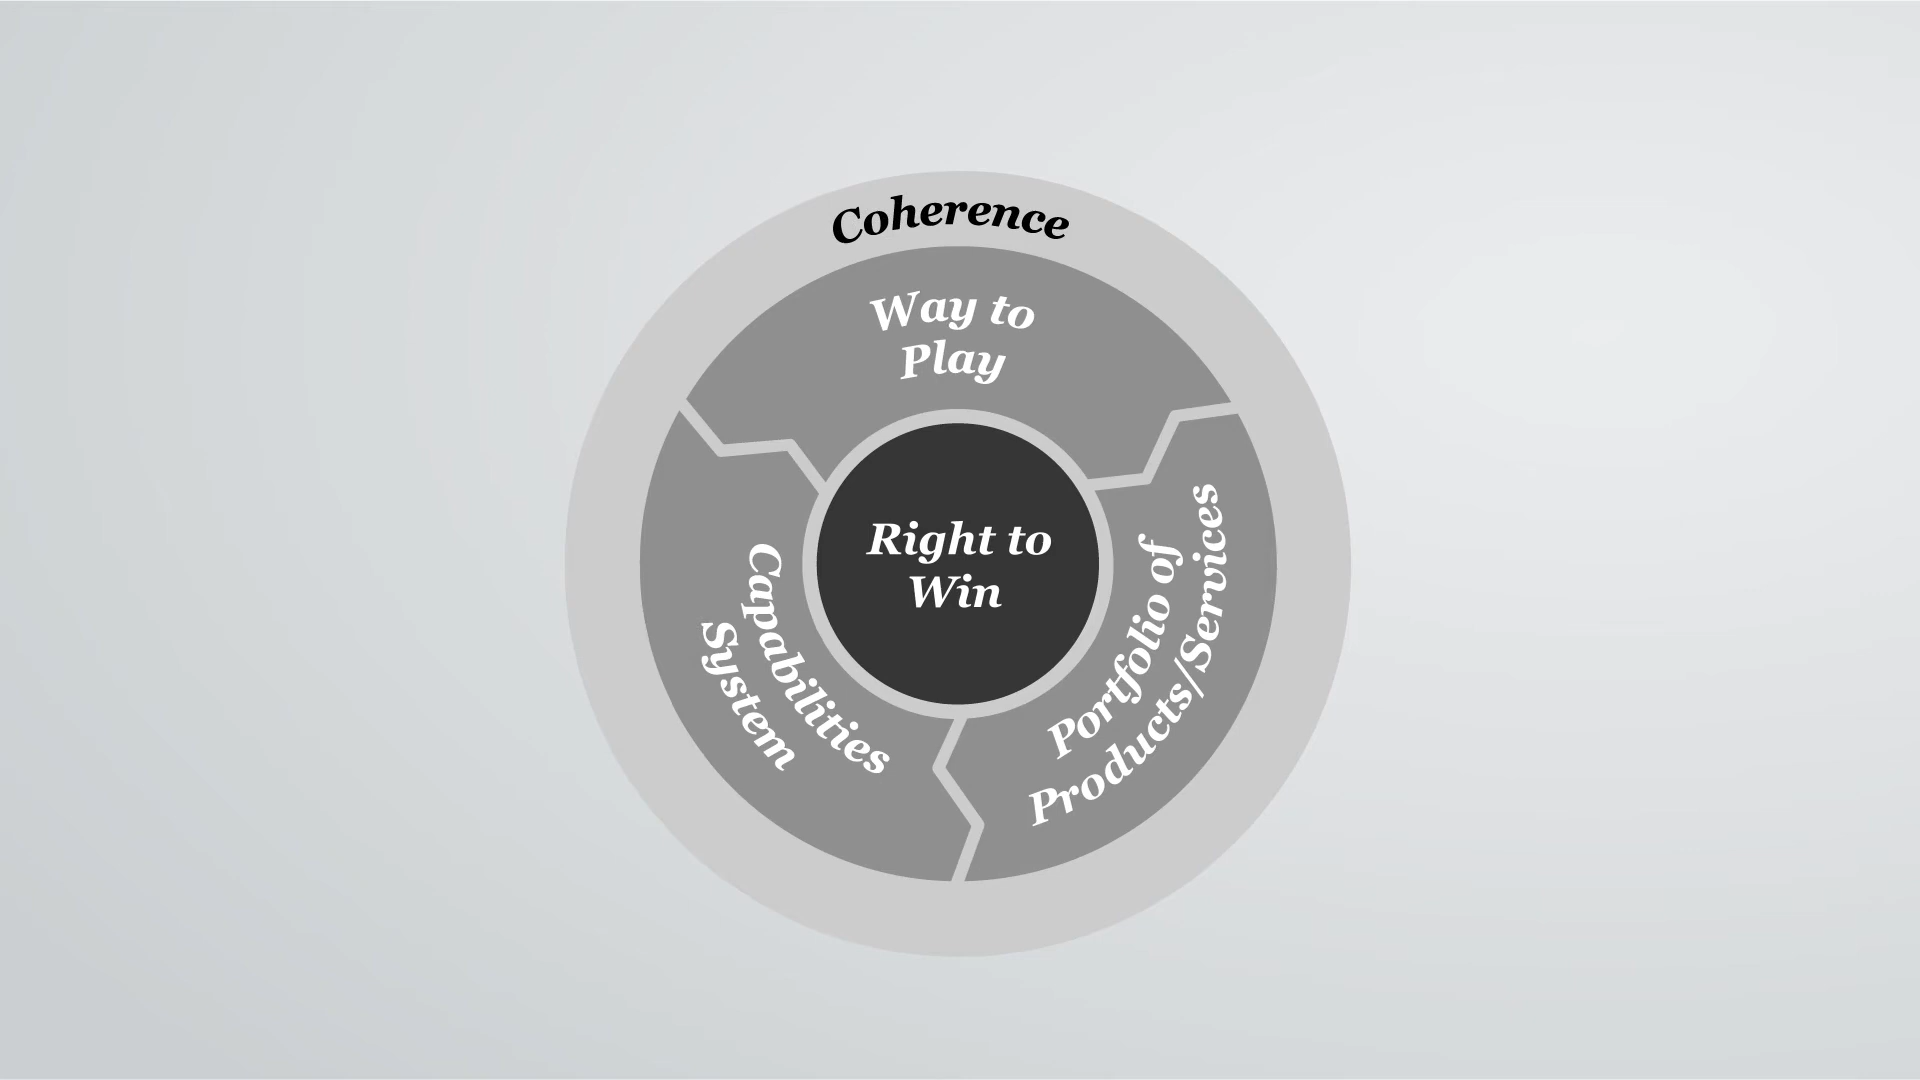 Coherence
Way to
Play
Right to
Win
Capabilities
System
Portfolio of
Products/Services